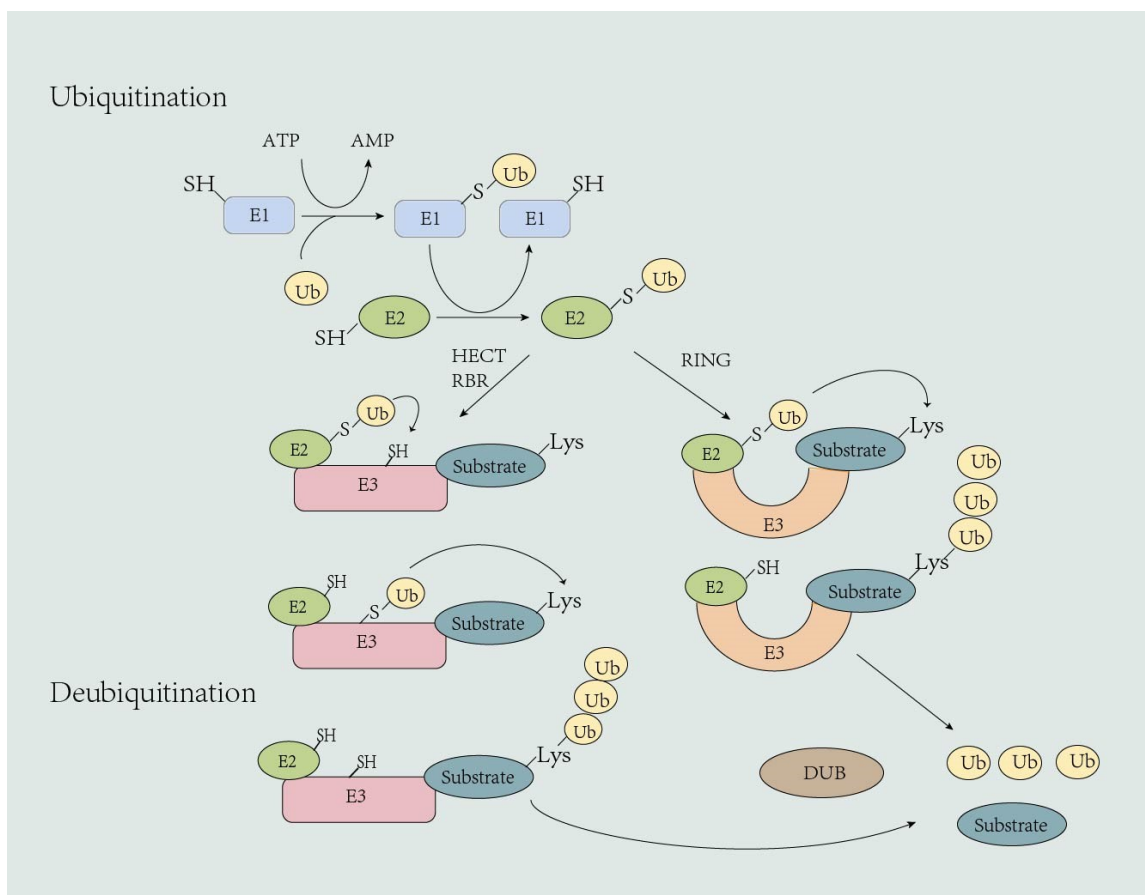 Ubiquitination
ATP AMP
SH S Ub SH
E1 E1 E1
Ub Ub
S
SH E2 E2
HECT RING
RBR
Ub Ub
S S Lys
E2 SH Substrate Lys E2 Substrate
E3 E3
Ub
Ub
Ub
SH Lys
SH Ub Lys E2 Substrate
E2 S Substrate
E3 E3
Ub
Deubiquitination
Ub
Ub
SH SH Lys Ub Ub Ub
E2 Substrate DUB
E3 Substrate